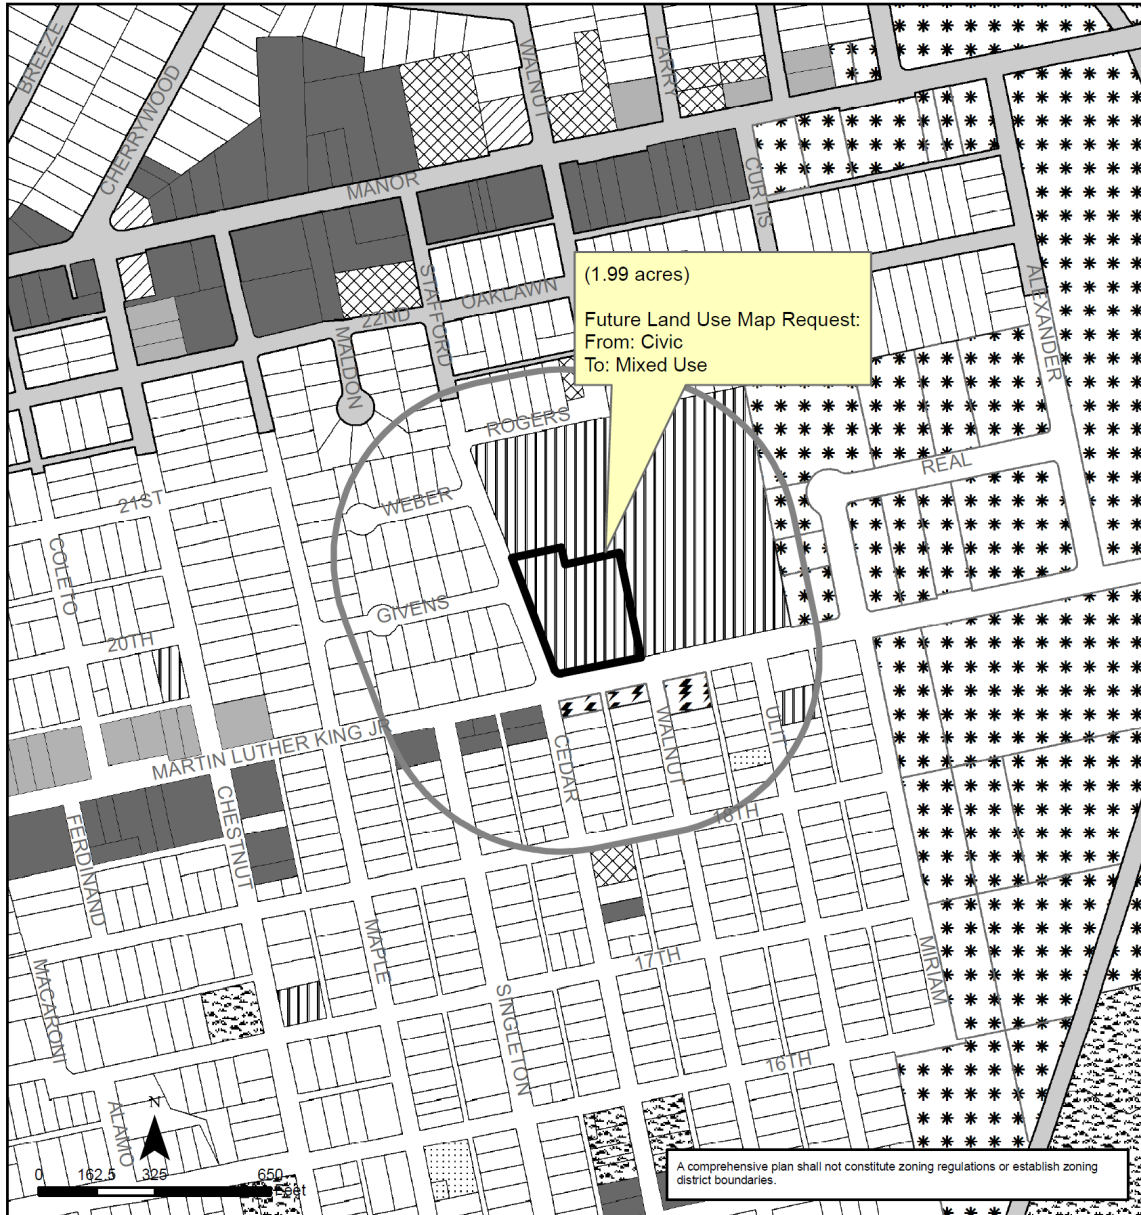 BREEZE
CHERRYWOOD
WALNUT
LARRY
MANOR
CURTIS
STAFFORD
OAKLAWN
22ND
MALDON
ALEXANDER
(1.99 acres)
Future Land Use Map Request:
From: Civic
To: Mixed Use
ROGERS
REAL
WEBER
21ST
COLETO
GIVENS
20TH
MARTIN LUTHER KING JR
CEDAR
WALNUT
ULIT
CHESTNUT
FERDINAND
18TH
MAPLE
17TH
MIRIAM
MACARONI
SINGLETON
16TH
ALAMO
N
0 162.5 325 650
Feet
A comprehensive plan shall not constitute zoning regulations or establish zoning
district boundaries.